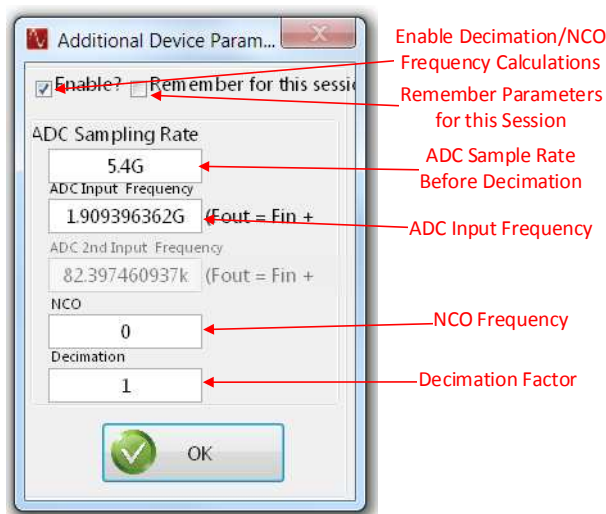 Additional Device Param...
Enable Decimation/NCO
Frequency Calculations
Enable? Remember for this sessio
Remember Parameters
for this Session
ADC Sampling Rate
5.4G
ADC Sample Rate
Before Decimation
ADC Input Frequency
1.909396362G (Fout = Fin +
ADC Input Frequency
ADC 2nd Input Frequency
82.397460937k (Fout = Fin +
NCO
0
NCO Frequency
Decimation
1
Decimation Factor
OK